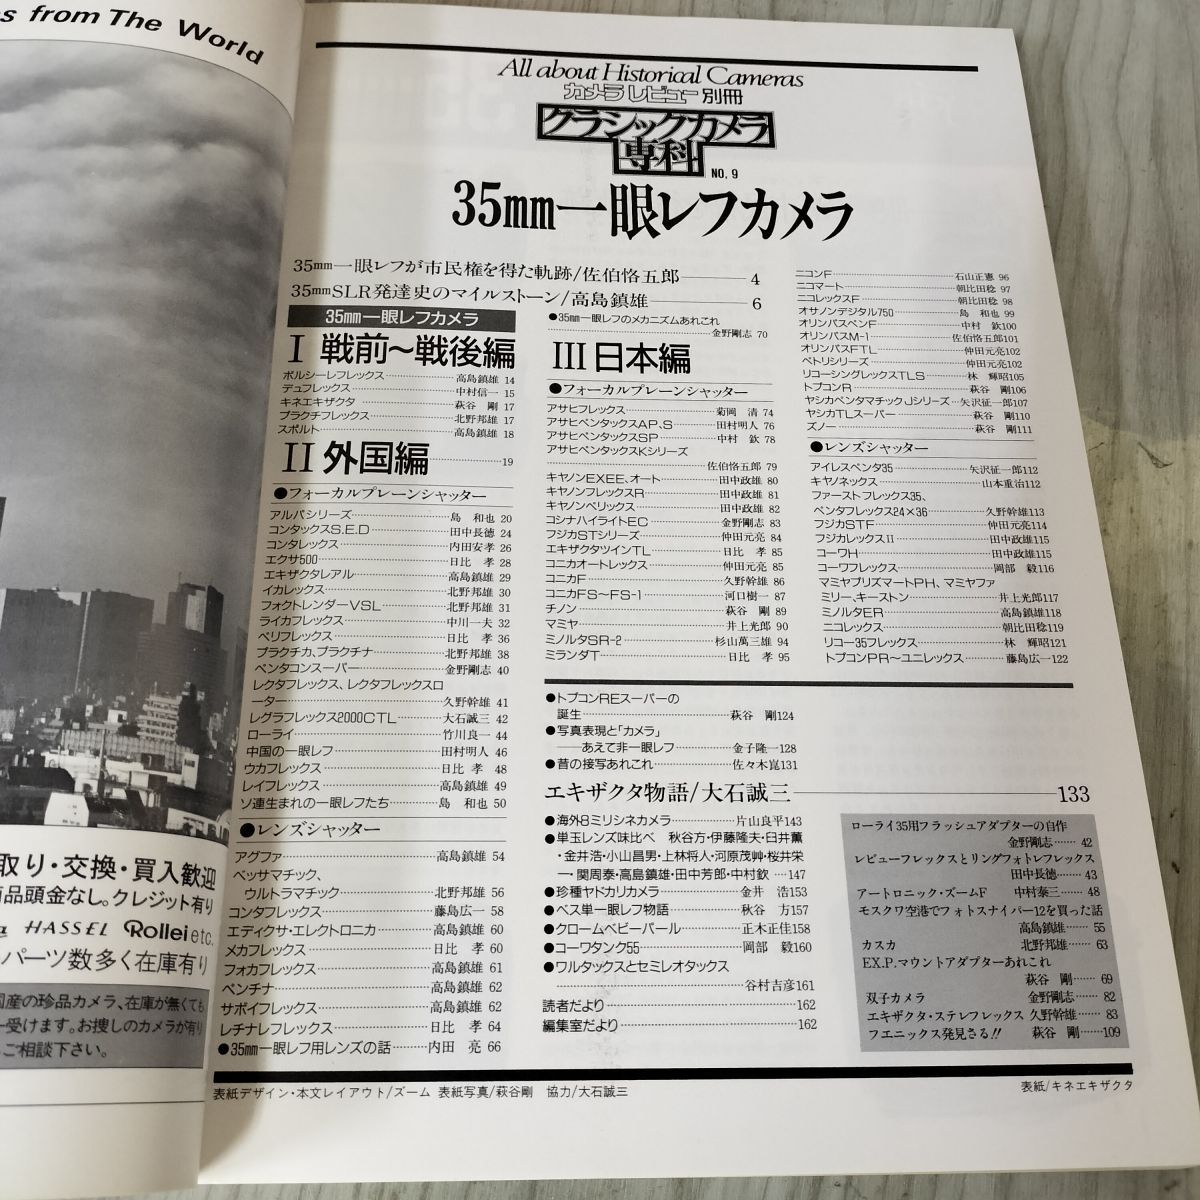 es from The World
取り・交換・買入歓迎
商品頭金なし。クレジット有り
HASSEL Rollei etc.
パーツ数多く在庫有り
国産の珍品カメラ、在庫が無くても
受けます。お捜しのカメラが有り
ご相談下さい。
All about Historical Cameras
カメラレビュー別冊
クラシックカメラ
専科
NO.9
35mm一眼レフカメラ
35mm一眼レフが市民権を得た軌跡/佐伯恪五郎 4
35mmSLR発達史のマイルストーン/高島鎮雄 6
35mm一眼レフカメラ
I 戦前〜戦後編
ボルシーレフレックス 高島鎮雄 14
デュフレックス 中村信一 15
キネエキザクタ 萩谷 剛 17
プラクチフレックス 北野邦雄 17
スポルト 高島鎮雄 18
II 外国編 19
●フォーカルプレーンシャッター
アルパシリーズ 島 和也 20
コンタックスS.E.D 田中長徳 24
コンタレックス 内田安孝 26
エクサ500 日比 孝 28
エキザクタレアル 高島鎮雄 29
イカレックス 北野邦雄 30
フォクトレンダーVSL 北野邦雄 31
ライカフレックス 中川一夫 32
ペリフレックス 日比 孝 36
プラクチカ、プラクチナ 北野邦雄 38
ペンタコンスーパー 金野剛志 40
レクタフレックス、レクタフレックスロ
ーター 久野幹雄 41
レグラフレックス2000CTL 大石誠三 42
ローライ 竹川良一 44
中国の一眼レフ 田村明人 46
ウカフレックス 日比 孝 48
レイフレックス 高島鎮雄 49
ソ連生まれの一眼レフたち 島 和也 50
●レンズシャッター
アグファ 高島鎮雄 54
ベッサマチック、
ウルトラマチック 北野邦雄 56
コンタフレックス 藤島広一 58
エディクサ・エレクトロニカ 高島鎮雄 60
メカフレックス 日比 孝 60
フォカフレックス 高島鎮雄 61
ベンチナ 高島鎮雄 62
サボイフレックス 高島鎮雄 62
レチナレフレックス 日比 孝 64
●35mm一眼レフ用レンズの話 内田 亮 66
●35mm一眼レフのメカニズムあれこれ
金野剛志 70
III 日本編
●フォーカルプレーンシャッター
アサヒフレックス 菊岡 清 74
アサヒペンタックスAP、S 田村明人 76
アサヒペンタックスSP 中村 欽 78
アサヒペンタックスKシリーズ
佐伯恪五郎 79
キヤノンEXEE、オート 田中政雄 80
キヤノンフレックスR 田中政雄 81
キヤノンペリックス 田中政雄 82
コシナハイライトEC 金野剛志 83
フジカSTシリーズ 仲田元亮 84
エキザクタツインTL 日比 孝 85
コニカオートレックス 仲田元亮 85
コニカF 久野幹雄 86
コニカFS〜FS-1 河口樹一 87
チノン 萩谷 剛 89
マミヤ 井上光郎 90
ミノルタSR-2 杉山萬三雄 94
ミランダT 日比 孝 95
ニコンF 石山正憲 96
ニコマート 朝比田稔 97
ニコレックスF 朝比田稔 98
オサノンデジタル750 島 和也 99
オリンパスペンF 中村 欽100
オリンパスM-1 佐伯恪五郎101
オリンパスFTL 仲田元亮102
ペトリシリーズ 仲田元亮102
リコーシングレックスTLS 林 輝昭105
トプコンR 萩谷 剛106
ヤシカペンタマチックJシリーズ 矢沢征一郎107
ヤシカTLスーパー 萩谷 剛110
ズノー 萩谷 剛111
●レンズシャッター
アイレスペンタ35 矢沢征一郎112
キヤノネックス 山本重治112
ファーストフレックス35、
ペンタフレックス24×36 久野幹雄113
フジカSTF 仲田元亮114
フジカレックスII 田中政雄115
コーワH 田中政雄115
コーワフレックス 岡部 毅116
マミヤプリズマートPH、マミヤファ
ミリー、キーストン 井上光郎117
ミノルタER 高島鎮雄118
ニコレックス 朝比田稔119
リコー35フレックス 林 輝昭121
トプコンPR〜ユニレックス 藤島広一122
●トプコンREスーパーの
誕生 萩谷 剛124
●写真表現と「カメラ」
——あえて非一眼レフ 金子隆一128
●昔の接写あれこれ 佐々木崑131
エキザクタ物語/大石誠三 133
●海外8ミリシネカメラ 片山良平143
●単玉レンズ味比べ 秋谷方・伊藤隆夫・臼井薫
・金井浩・小山昌男・上林将人・河原茂艸・桜井栄
一・関周泰・高島鎮雄・田中芳郎・中村欽 147
●珍種ヤドカリカメラ 金井 浩153
●ベス単一眼レフ物語 秋谷 方157
●クロームベビーパール 正木正佳158
●コーワタンク55 岡部 毅160
●ワルタックスとセミレオタックス
谷村吉彦161
読者だより 162
編集室だより 162
ローライ35用フラッシュアダプターの自作
金野剛志 42
レビューフレックスとリングフォトレフレックス
田中長徳 43
アートロニック・ズームF 中村泰三 48
モスクワ空港でフォトスナイパー12を買った話
高島鎮雄 55
カスカ 北野邦雄 63
EX.P.マウントアダプターあれこれ
萩谷 剛 69
双子カメラ 金野剛志 82
エキザクタ・ステレフレックス 久野幹雄 83
フエニックス発見さる!! 萩谷 剛 109
表紙デザイン・本文レイアウト/ズーム 表紙写真/萩谷剛 協力/大石誠三
表紙/キネエキザクタ